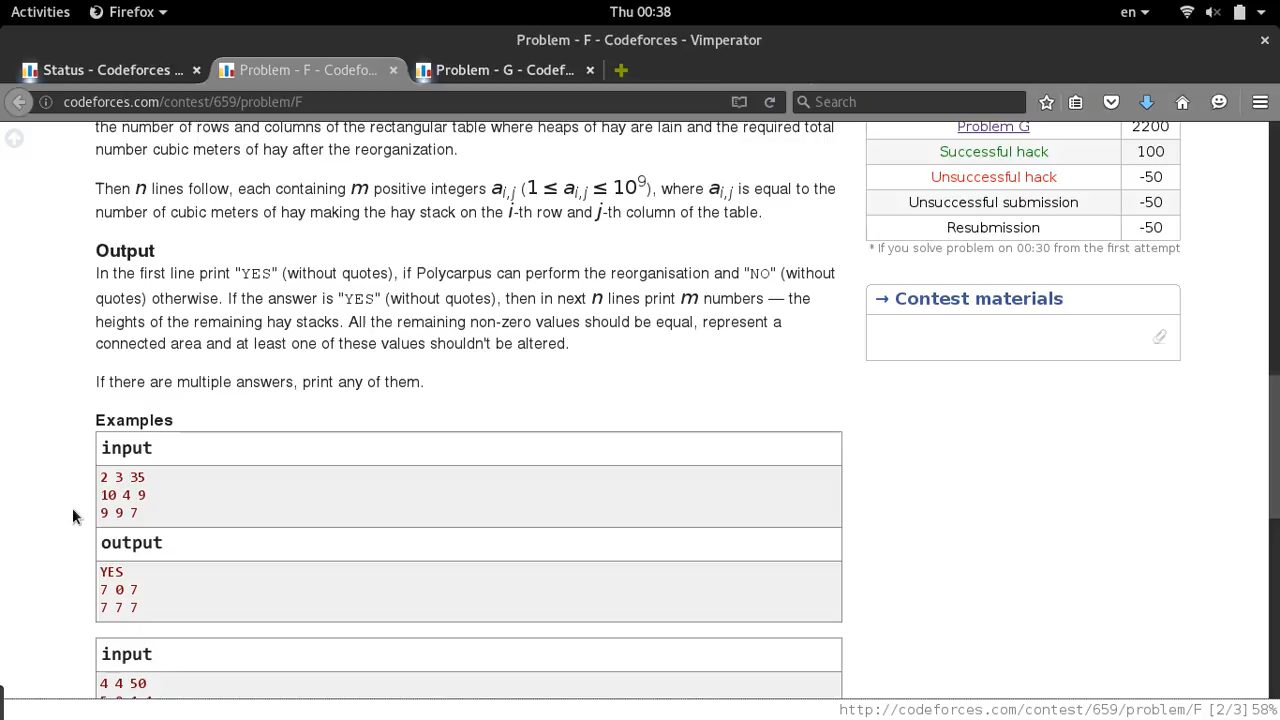 Activities Firefox Thu 00:38 en
Problem - F - Codeforces - Vimperator
Status - Codeforces ... Problem - F - Codefo... Problem - G - Codef...
codeforces.com/contest/659/problem/F Search
the number of rows and columns of the rectangular table where heaps of hay are lain and the required total
number cubic meters of hay after the reorganization.
Then n lines follow, each containing m positive integers a_{i,j} (1 ≤ a_{i,j} ≤ 10^9), where a_{i,j} is equal to the
number of cubic meters of hay making the hay stack on the i-th row and j-th column of the table.
Output
In the first line print "YES" (without quotes), if Polycarpus can perform the reorganisation and "NO" (without
quotes) otherwise. If the answer is "YES" (without quotes), then in next n lines print m numbers — the
heights of the remaining hay stacks. All the remaining non-zero values should be equal, represent a
connected area and at least one of these values shouldn't be altered.
If there are multiple answers, print any of them.
Examples
input
2 3 35
10 4 9
9 9 7
output
YES
7 0 7
7 7 7
input
4 4 50
Problem G 2200
Successful hack 100
Unsuccessful hack -50
Unsuccessful submission -50
Resubmission -50
* If you solve problem on 00:30 from the first attempt
→ Contest materials
http://codeforces.com/contest/659/problem/F [2/3] 58%